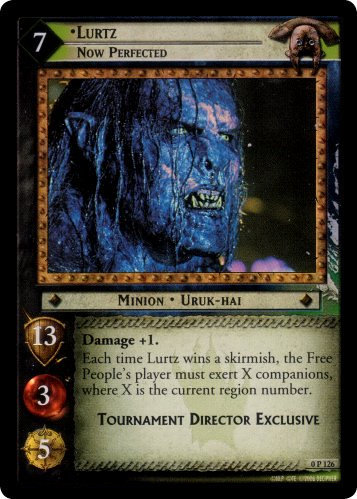 7
•Lurtz
Now Perfected
Minion • Uruk-hai
13
3
5
Damage +1.
Each time Lurtz wins a skirmish, the Free
People's player must exert X companions,
where X is the current region number.
Tournament Director Exclusive
0 P 126